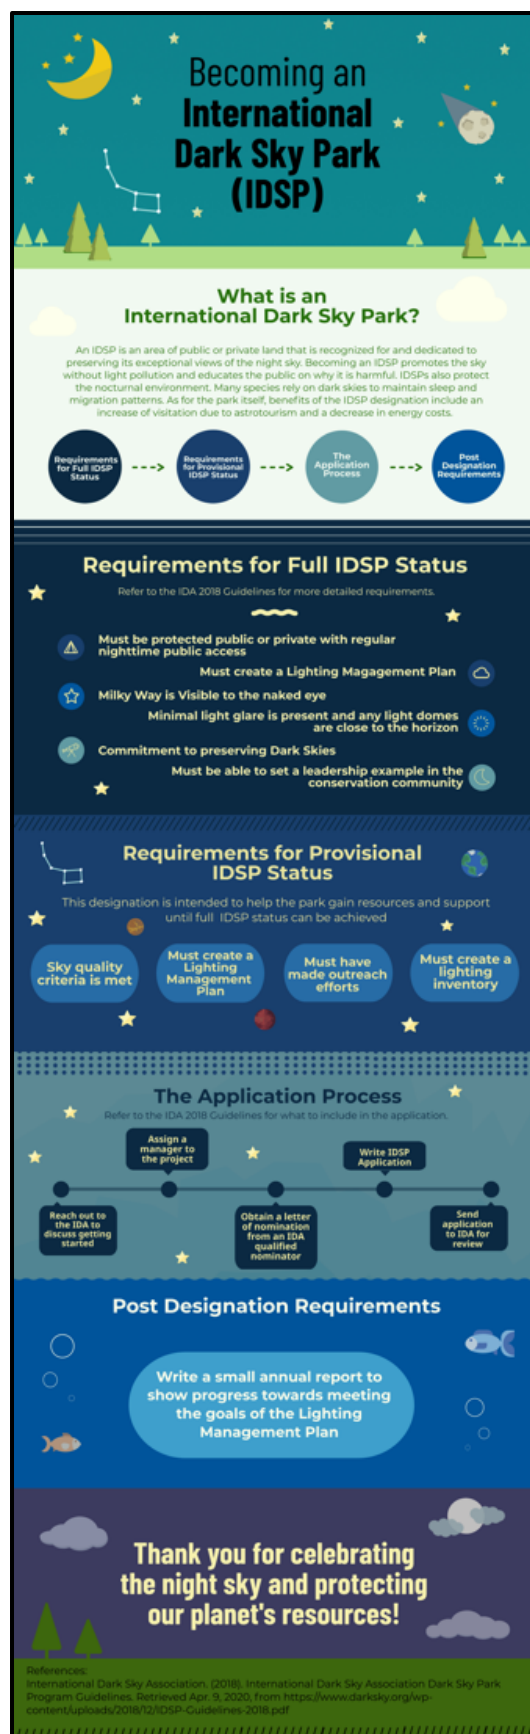 Becoming an
International
Dark Sky Park
(IDSP)
What is an
International Dark Sky Park?
An IDSP is an area of public or private land that is recognized for and dedicated to
preserving its exceptional views of the night sky. Becoming an IDSP promotes the sky
without light pollution and educates the public on why it is harmful. IDSPs also protect
the nocturnal environment. Many species rely on dark skies to maintain sleep and
migration patterns. As for the park itself, benefits of the IDSP designation include an
increase of visitation due to astrotourism and a decrease in energy costs.
Requirements
for Full IDSP
Status
Requirements
for Provisional
IDSP Status
The
Application
Process
Post
Designation
Requirements
Requirements for Full IDSP Status
Refer to the IDA 2018 Guidelines for more detailed requirements.
Must be protected public or private with regular
nighttime public access
Must create a Lighting Magagement Plan
Milky Way is Visible to the naked eye
Minimal light glare is present and any light domes
are close to the horizon
Commitment to preserving Dark Skies
Must be able to set a leadership example in the
conservation community
Requirements for Provisional
IDSP Status
This designation is intended to help the park gain resources and support
until full IDSP status can be achieved
Sky quality
criteria is met
Must create a
Lighting
Management
Plan
Must have
made outreach
efforts
Must create a
lighting
inventory
The Application Process
Refer to the IDA 2018 Guidelines for what to include in the application.
Reach out to
the IDA to
discuss getting
started
Assign a
manager to
the project
Obtain a letter
of nomination
from an IDA
qualified
nominator
Write IDSP
Application
Send
application
to IDA for
review
Post Designation Requirements
Write a small annual report to
show progress towards meeting
the goals of the Lighting
Management Plan
Thank you for celebrating
the night sky and protecting
our planet's resources!
References:
International Dark Sky Association. (2018). International Dark Sky Association Dark Sky Park
Program Guidelines. Retrieved Apr. 9, 2020, from https://www.darksky.org/wp-
content/uploads/2018/12/IDSP-Guidelines-2018.pdf